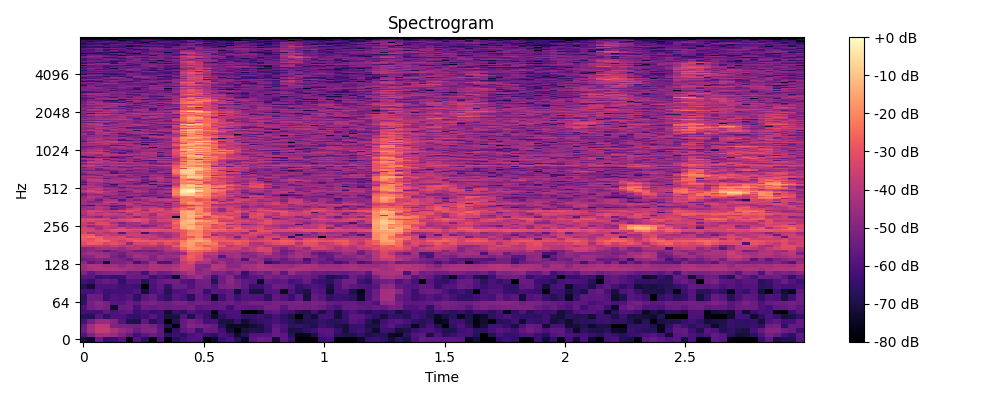 Spectrogram
Hz
4096
2048
1024
512
256
128
64
0
0 0.5 1 1.5 2 2.5
Time
+0 dB
-10 dB
-20 dB
-30 dB
-40 dB
-50 dB
-60 dB
-70 dB
-80 dB